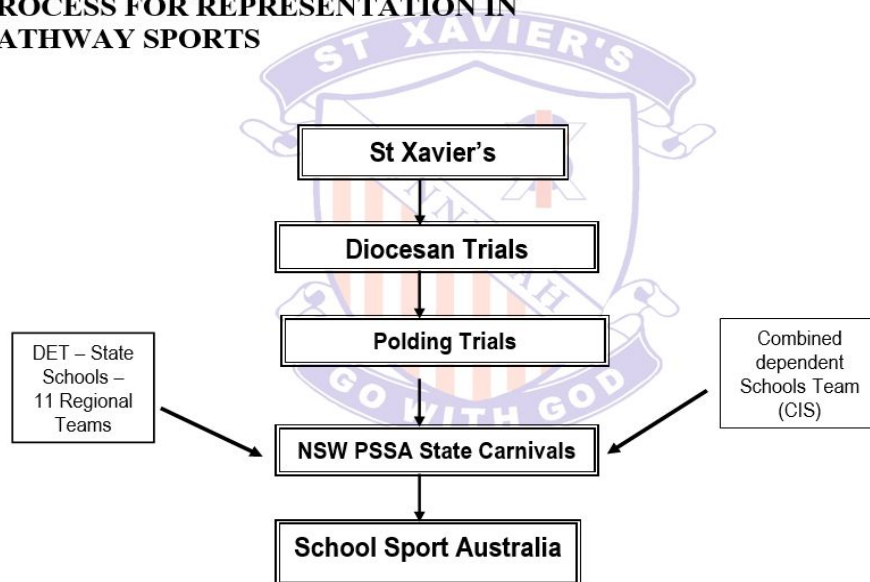 ROCESS FOR REPRESENTATION IN
ATHWAY SPORTS
ST XAVIER'S
St Xavier’s
Diocesan Trials
Polding Trials
DET – State
Schools –
11 Regional
Teams
Combined
dependent
Schools Team
(CIS)
GO WITH GOD
NSW PSSA State Carnivals
School Sport Australia